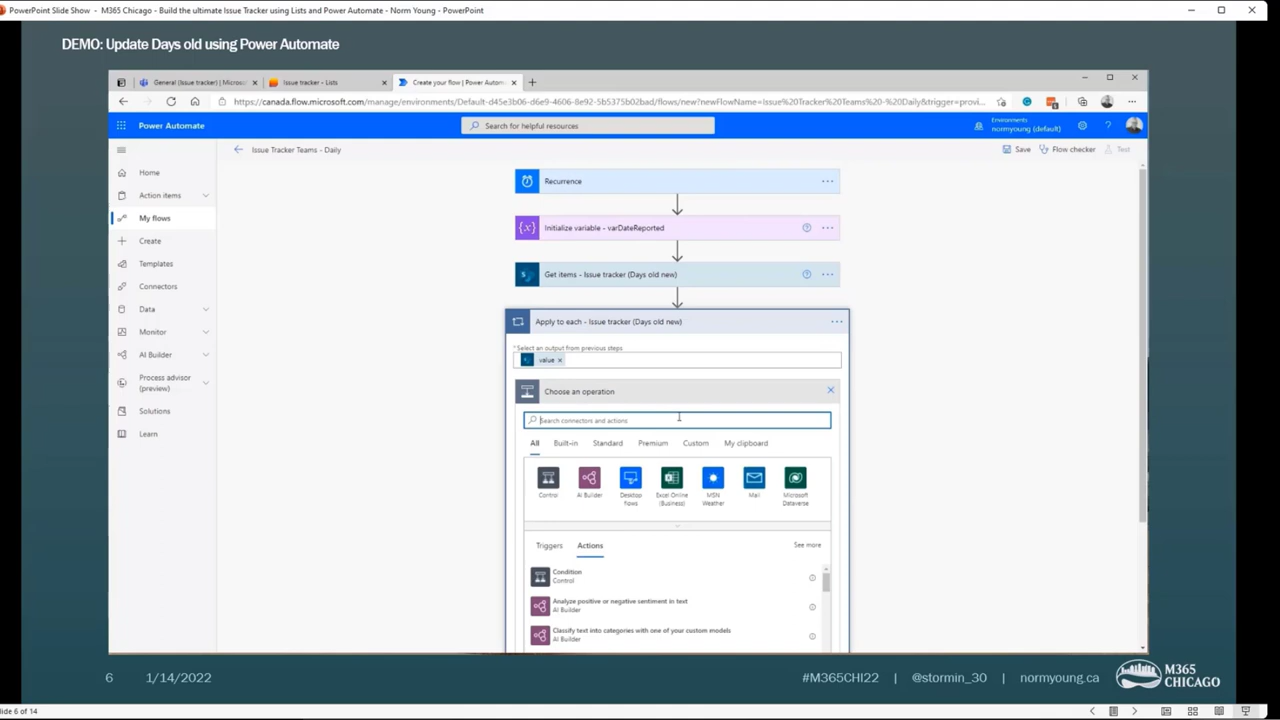 PowerPoint Slide Show - M365 Chicago - Build the ultimate Issue Tracker using Lists and Power Automate - Norm Young - PowerPoint
DEMO: Update Days old using Power Automate
General (Issue tracker) | Micros
Issue tracker - Lists
Create your flow | Power Autom
https://canada.flow.microsoft.com/manage/environments/Default-d45e3b06-d6e9-4606-8e92-5b5375b02bad/flows/new?newFlowName=Issue%20Tracker%20Teams%20-%20Daily&trigger=provi...
Power Automate
Search for helpful resources
Environments
normyoung (default)
Issue Tracker Teams - Daily
Save
Flow checker
Test
Home
Action items
My flows
Create
Templates
Connectors
Data
Monitor
AI Builder
Process advisor
(preview)
Solutions
Learn
Recurrence
Initialize variable - varDateReported
Get items - Issue tracker (Days old new)
Apply to each - Issue tracker (Days old new)
* Select an output from previous steps
value
Choose an operation
Search connectors and actions
All
Built-in
Standard
Premium
Custom
My clipboard
Control
AI Builder
Desktop
flows
Excel Online
(Business)
MSN
Weather
Mail
Microsoft
Dataverse
Triggers
Actions
See more
Condition
Control
Analyze positive or negative sentiment in text
AI Builder
Classify text into categories with one of your custom models
AI Builder
6
1/14/2022
#M365CHI22 | @stormin_30 | normyoung.ca
M365
CHICAGO
lide 6 of 14